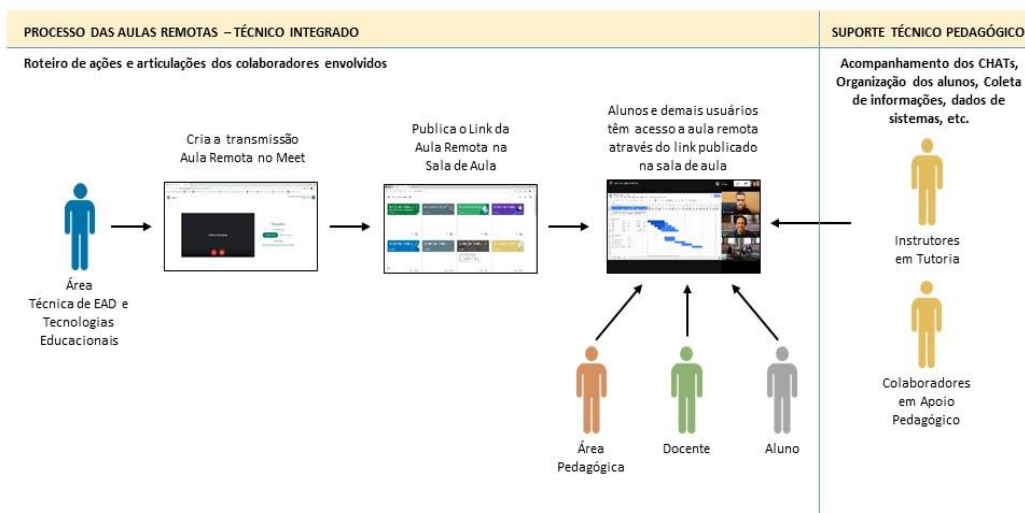 PROCESSO DAS AULAS REMOTAS – TÉCNICO INTEGRADO
Roteiro de ações e articulações dos colaboradores envolvidos
Cria a transmissão
Aula Remota no Meet
Publica o Link da
Aula Remota na
Sala de Aula
Alunos e demais usuários
têm acesso a aula remota
através do link publicado
na sala de aula
Área
Técnica de EAD e
Tecnologias
Educacionais
Área
Pedagógica
Docente
Aluno
SUPORTE TÉCNICO PEDAGÓGICO
Acompanhamento dos CHATs,
Organização dos alunos, Coleta
de informações, dados de
sistemas, etc.
Instrutores
em Tutoria
Colaboradores
em Apoio
Pedagógico